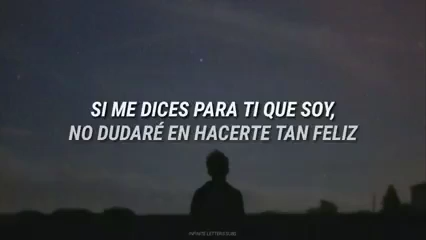 SI ME DICES PARA TI QUE SOY,
NO DUDARÉ EN HACERTE TAN FELIZ